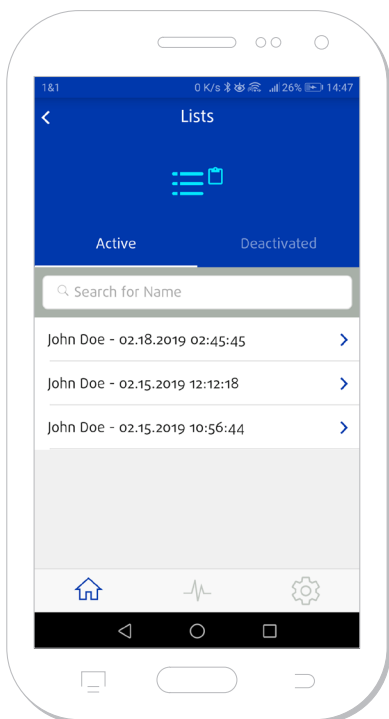 1&1 0 K/s 26% 14:47
Lists
Active Deactivated
Search for Name
John Doe - 02.18.2019 02:45:45
John Doe - 02.15.2019 12:12:18
John Doe - 02.15.2019 10:56:44